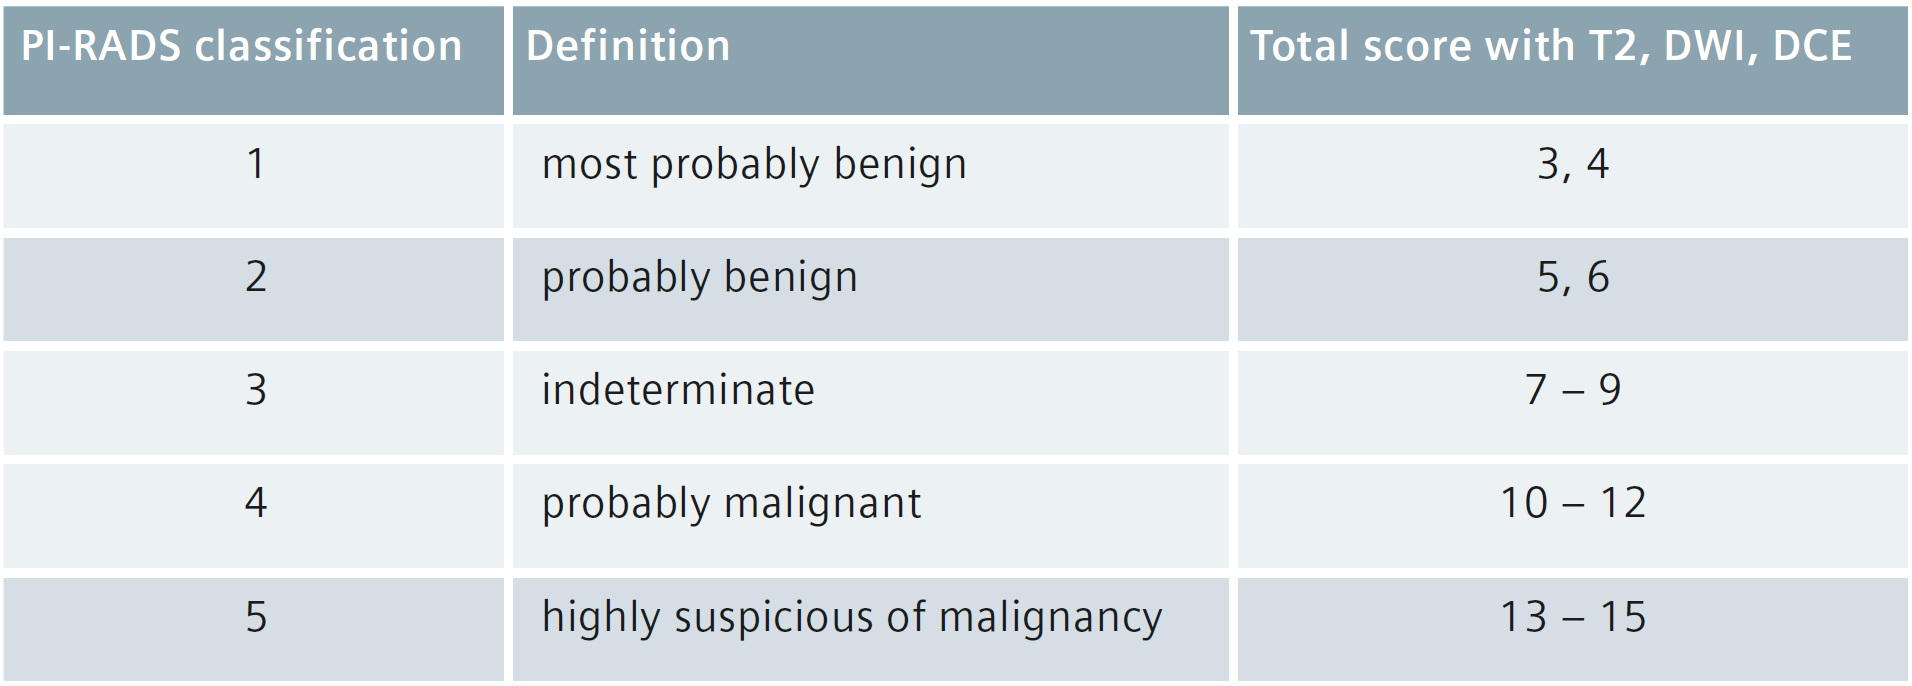 PI-RADS classification Definition Total score with T2, DWI, DCE
1 most probably benign 3, 4
2 probably benign 5, 6
3 indeterminate 7 – 9
4 probably malignant 10 – 12
5 highly suspicious of malignancy 13 – 15